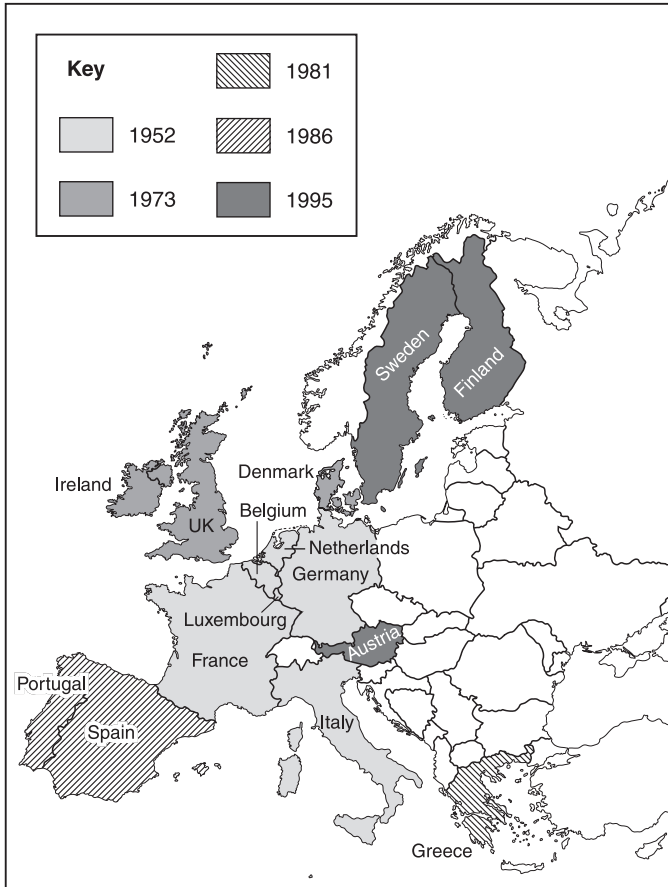 Key
1981
1952
1986
1973
1995
Sweden
Finland
Ireland
Denmark
UK
Belgium
Netherlands
Germany
Luxembourg
France
Austria
Portugal
Spain
Italy
Greece